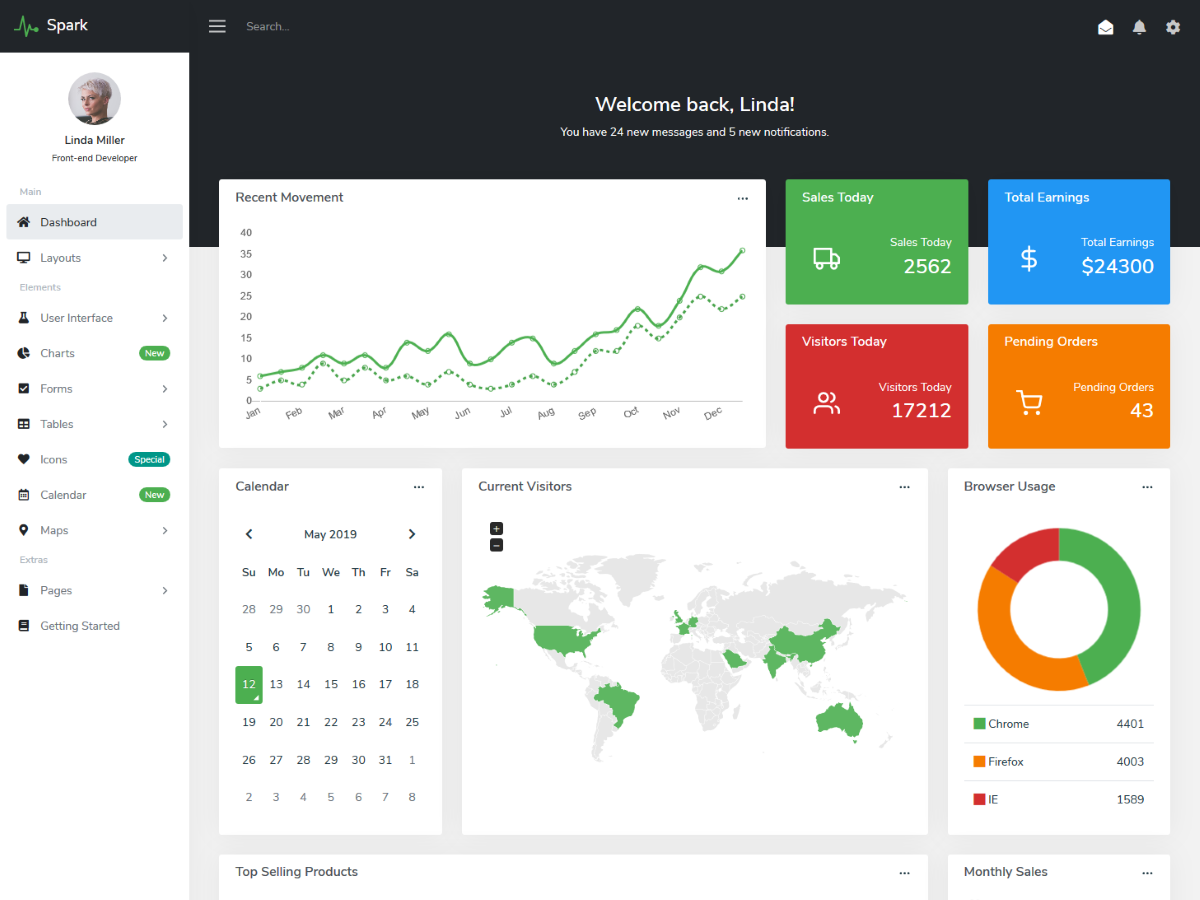 Spark
Search...
Linda Miller
Front-end Developer
Main
Dashboard
Layouts
Elements
User Interface
Charts New
Forms
Tables
Icons Special
Calendar New
Maps
Extras
Pages
Getting Started
Welcome back, Linda!
You have 24 new messages and 5 new notifications.
Recent Movement ...
40
35
30
25
20
15
10
5
0
Jan Feb Mar Apr May Jun Jul Aug Sep Oct Nov Dec
Sales Today
Sales Today
2562
Total Earnings
Total Earnings
$24300
Visitors Today
Visitors Today
17212
Pending Orders
Pending Orders
43
Calendar ...
May 2019
Su Mo Tu We Th Fr Sa
28 29 30 1 2 3 4
5 6 7 8 9 10 11
12 13 14 15 16 17 18
19 20 21 22 23 24 25
26 27 28 29 30 31 1
2 3 4 5 6 7 8
Current Visitors ...
+
−
Browser Usage ...
Chrome 4401
Firefox 4003
IE 1589
Top Selling Products ...
Monthly Sales ...